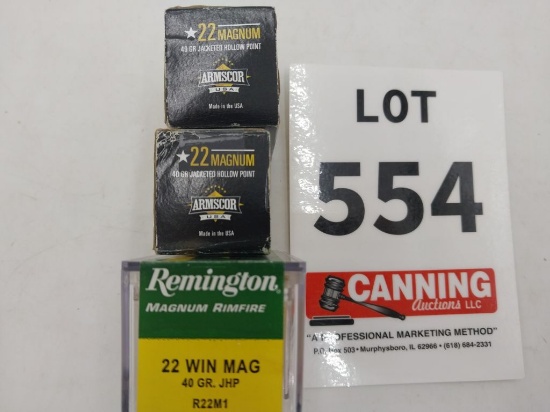 ★22 MAGNUM
40 GR JACKETED HOLLOW POINT
ARMSCOR
USA
Made in the USA
★22 MAGNUM
40 GR JACKETED HOLLOW POINT
ARMSCOR
USA
Made in the USA
Remington
MAGNUM RIMFIRE
22 WIN MAG
40 GR. JHP
R22M1
LOT
554
CANNING
Auctions LLC
"A PROFESSIONAL MARKETING METHOD"
P.O. Box 503 • Murphysboro, IL 62966 • (618) 684-2331